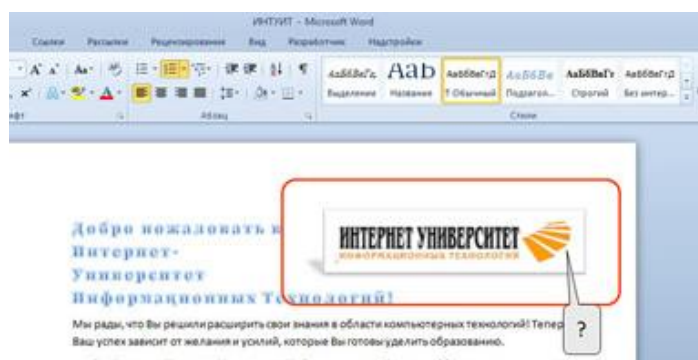 ИНТУИТ - Microsoft Word
Ссылки Рассылки Рецензирование Вид Разработчик Надстройки
АаБбВвГг, AaБ АаБбВвГгД АаБбВв АаБбВвГг АаБбВвГгД
Выделение Название ¶ Обычный Подзагол... Строгий Без интер...
Абзац Стили
Добро пожаловать в
Интернет-
Университет
Информационных Технологий!
ИНТЕРНЕТ УНИВЕРСИТЕТ
ИНФОРМАЦИОННЫХ ТЕХНОЛОГИЙ
?
Мы рады, что Вы решили расширить свои знания в области компьютерных технологий! Тепер
Ваш успех зависит от желания и усилий, которые Вы готовы уделить образованию.